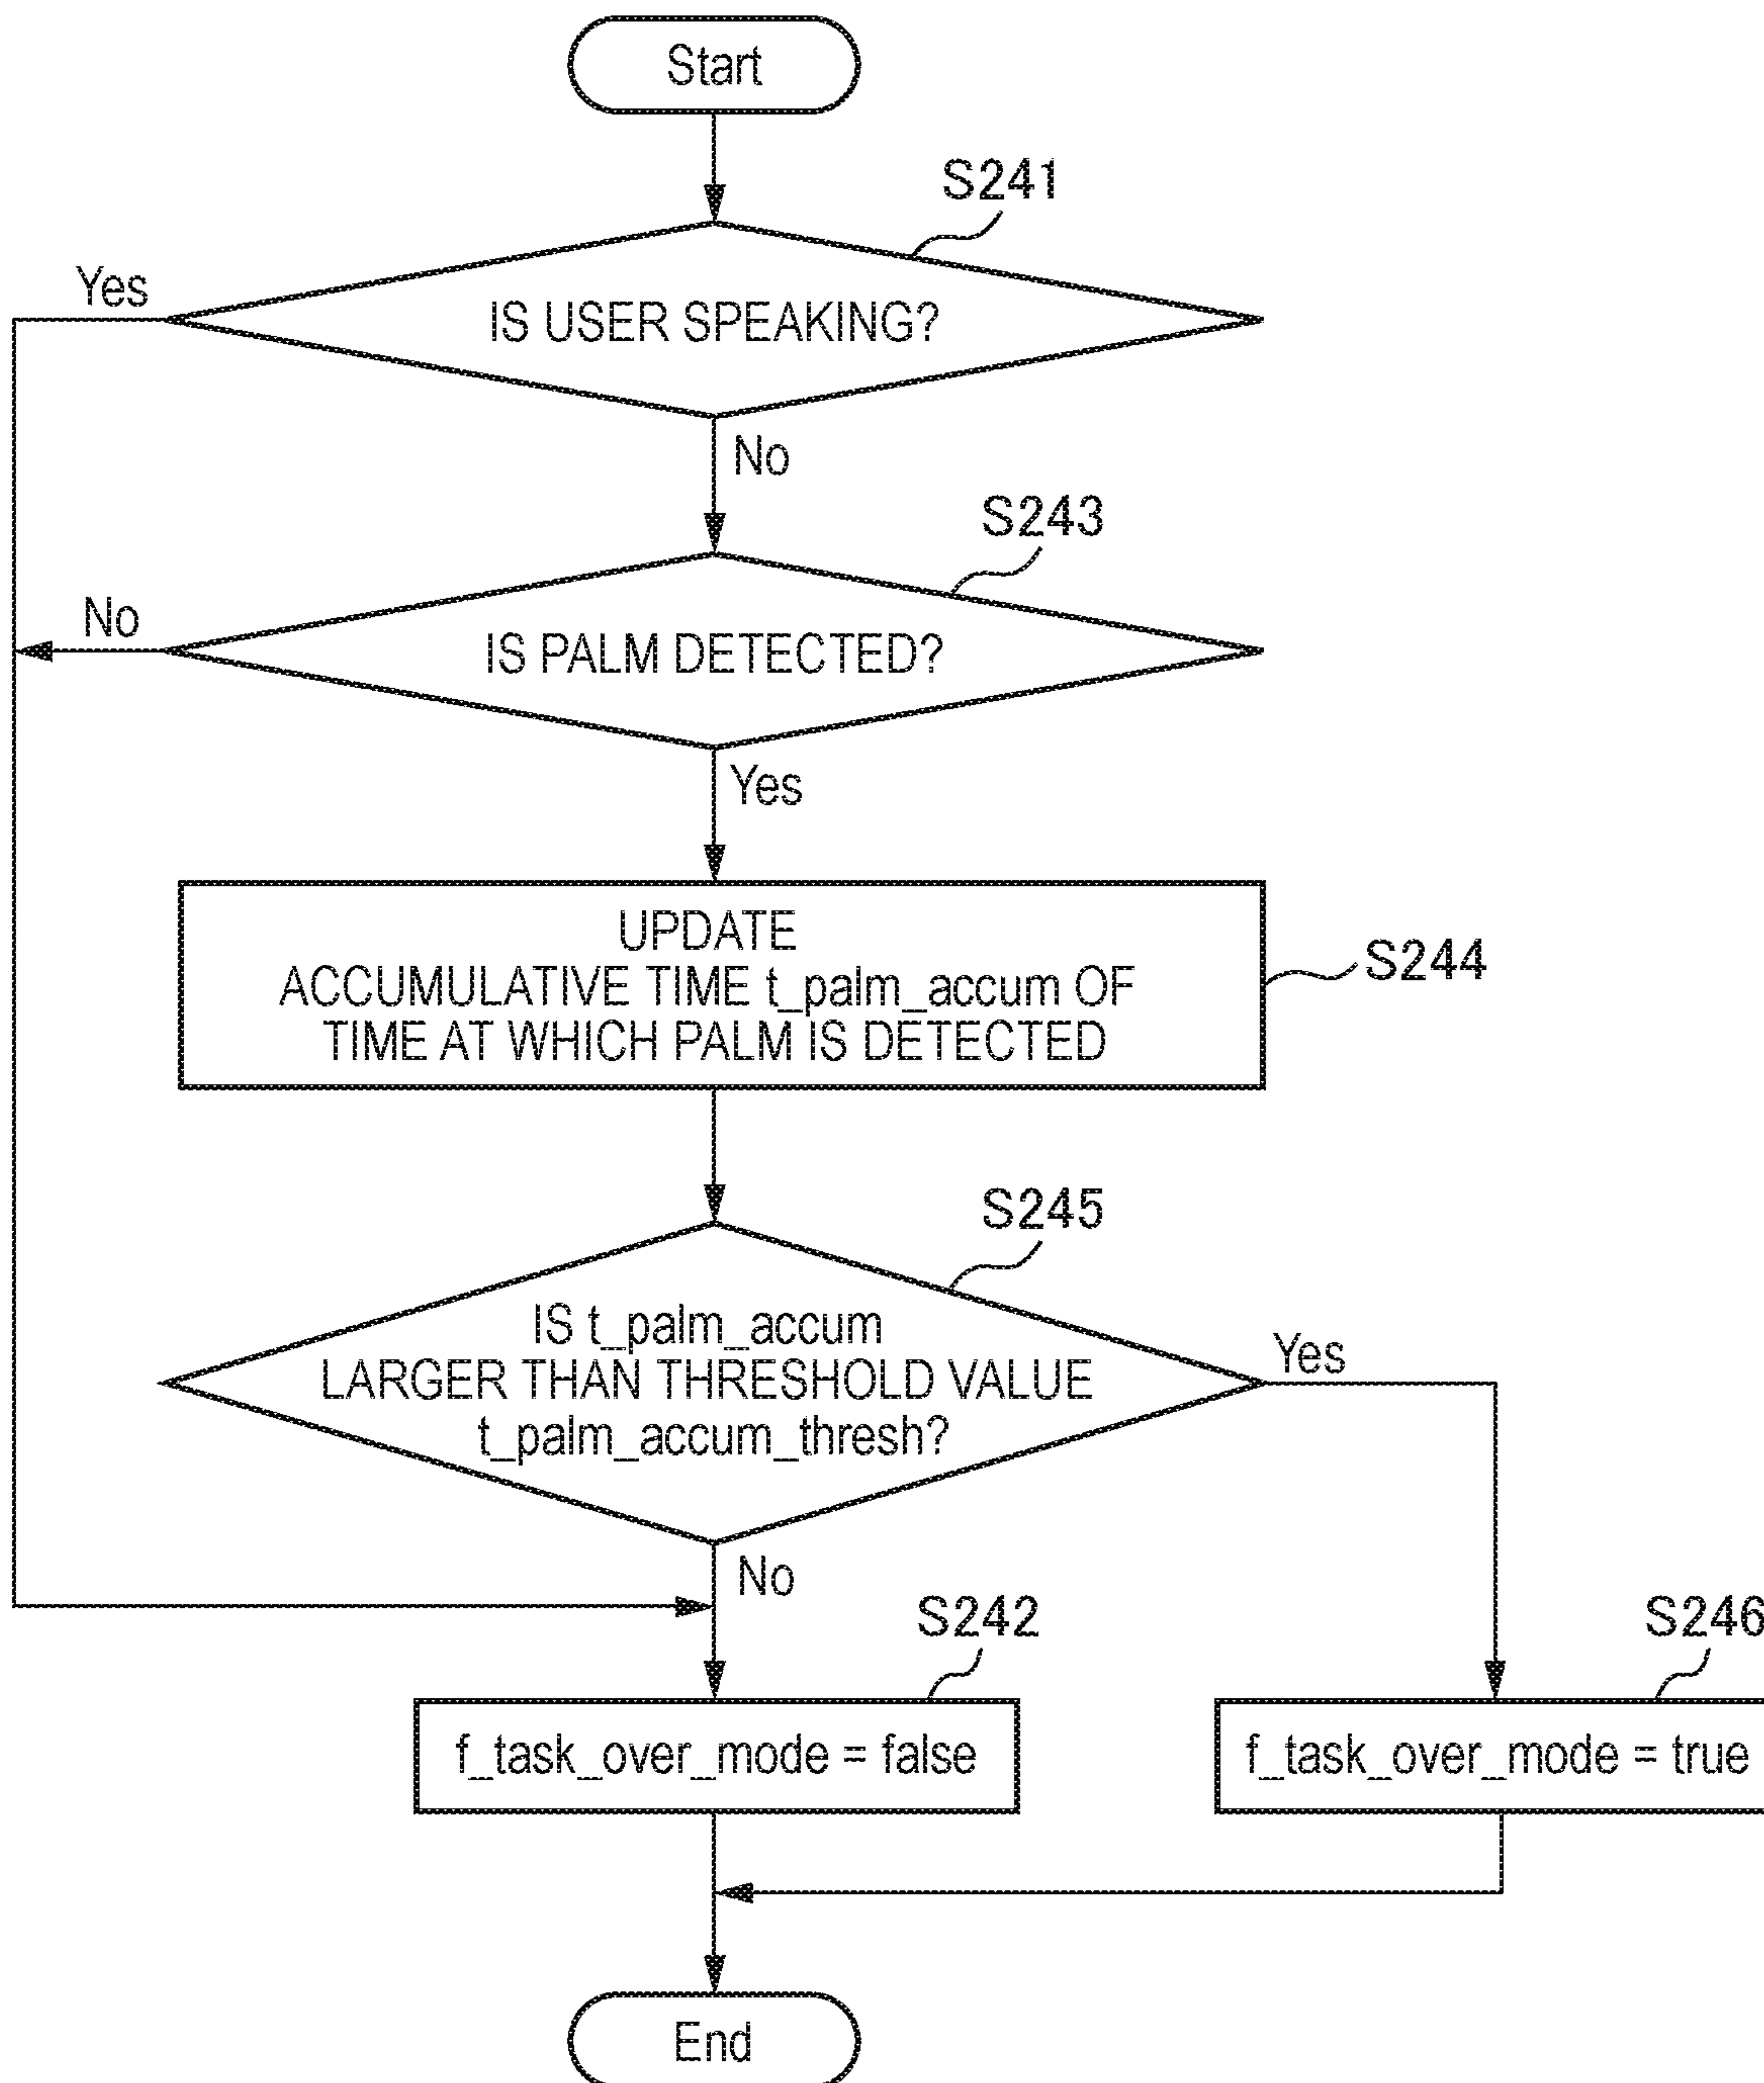 Start
S241
Yes
IS USER SPEAKING?
No
S243
No
IS PALM DETECTED?
Yes
UPDATE
ACCUMULATIVE TIME t_palm_accum OF
TIME AT WHICH PALM IS DETECTED
S244
S245
IS t_palm_accum
LARGER THAN THRESHOLD VALUE
t_palm_accum_thresh?
Yes
No
S242
S246
f_task_over_mode = false
f_task_over_mode = true
End